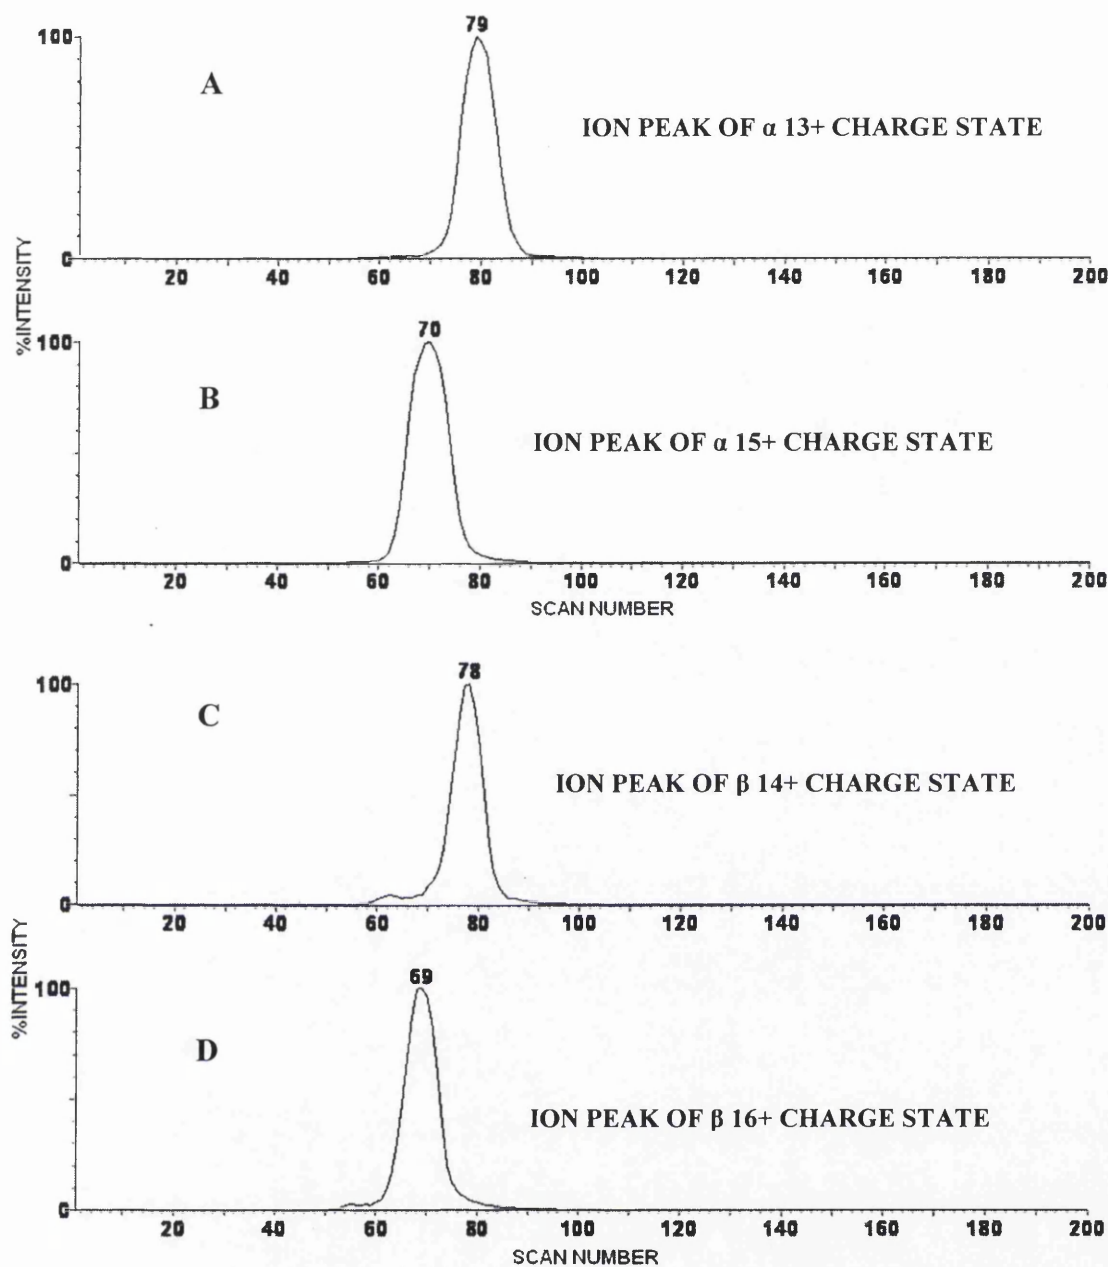 79
100
A
ION PEAK OF α 13+ CHARGE STATE
0
20 40 60 80 100 120 140 160 180 200
%INTENSITY
70
100
B
ION PEAK OF α 15+ CHARGE STATE
0
20 40 60 80 100 120 140 160 180 200
SCAN NUMBER
78
100
C
ION PEAK OF β 14+ CHARGE STATE
0
20 40 60 80 100 120 140 160 180 200
%INTENSITY
69
100
D
ION PEAK OF β 16+ CHARGE STATE
0
20 40 60 80 100 120 140 160 180 200
SCAN NUMBER